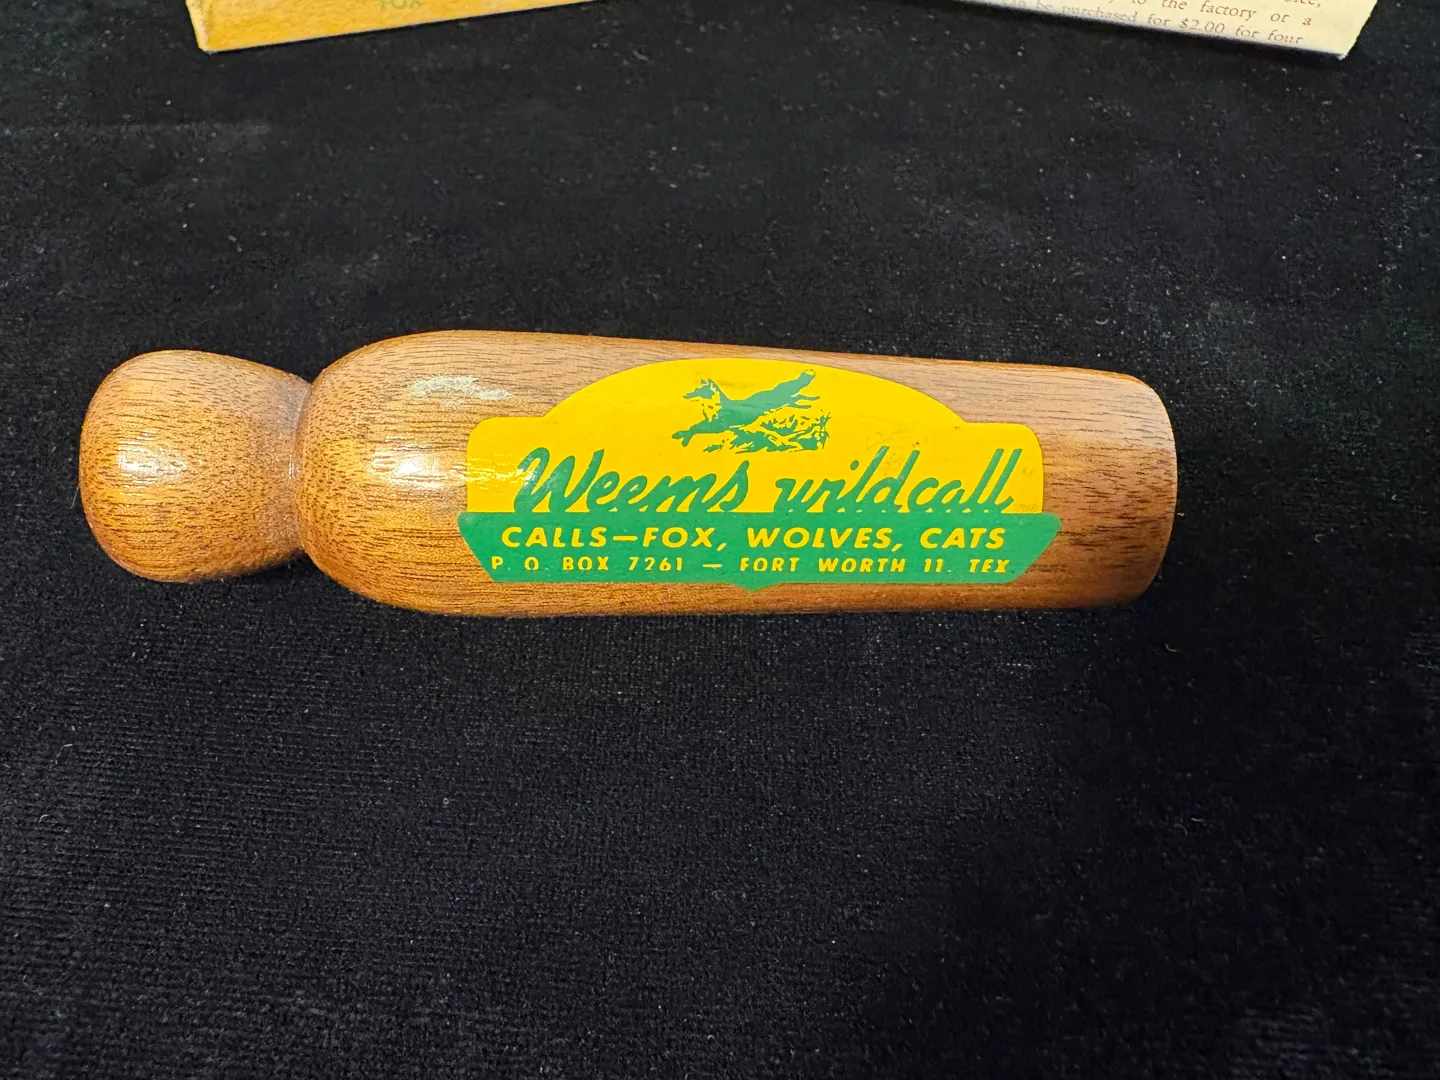 FOX
to the factory or a
be purchased for $2.00 for four
Weems wildcall
CALLS—FOX, WOLVES, CATS
P. O. BOX 7261 — FORT WORTH 11, TEX.